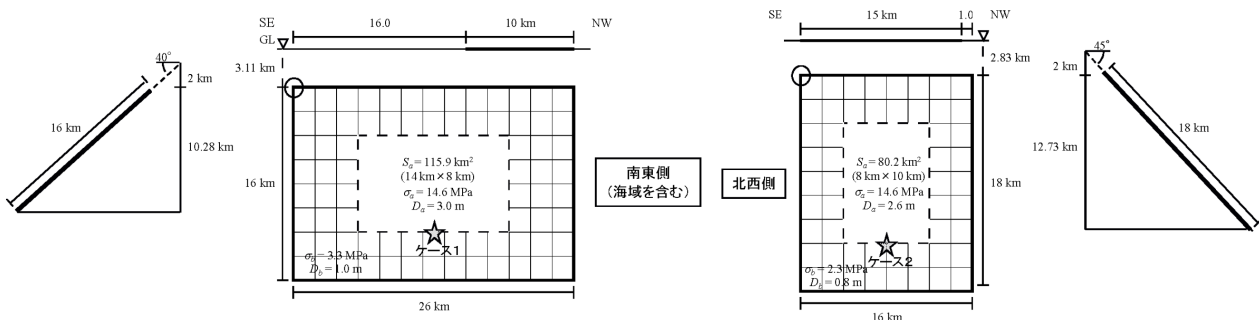 40°
2 km
16 km
10.28 km
SE
GL
16.0
10 km
NW
3.11 km
16 km
Sa = 115.9 km²
(14 km×8 km)
σa = 14.6 MPa
Da = 3.0 m
ケース1
σb = 3.3 MPa
Db = 1.0 m
26 km
南東側
(海域を含む)
北西側
SE
15 km
1.0
NW
2.83 km
Sa = 80.2 km²
(8 km×10 km)
σa = 14.6 MPa
Da = 2.6 m
ケース2
σb = 2.3 MPa
Db = 0.8 m
18 km
16 km
45°
2 km
18 km
12.73 km